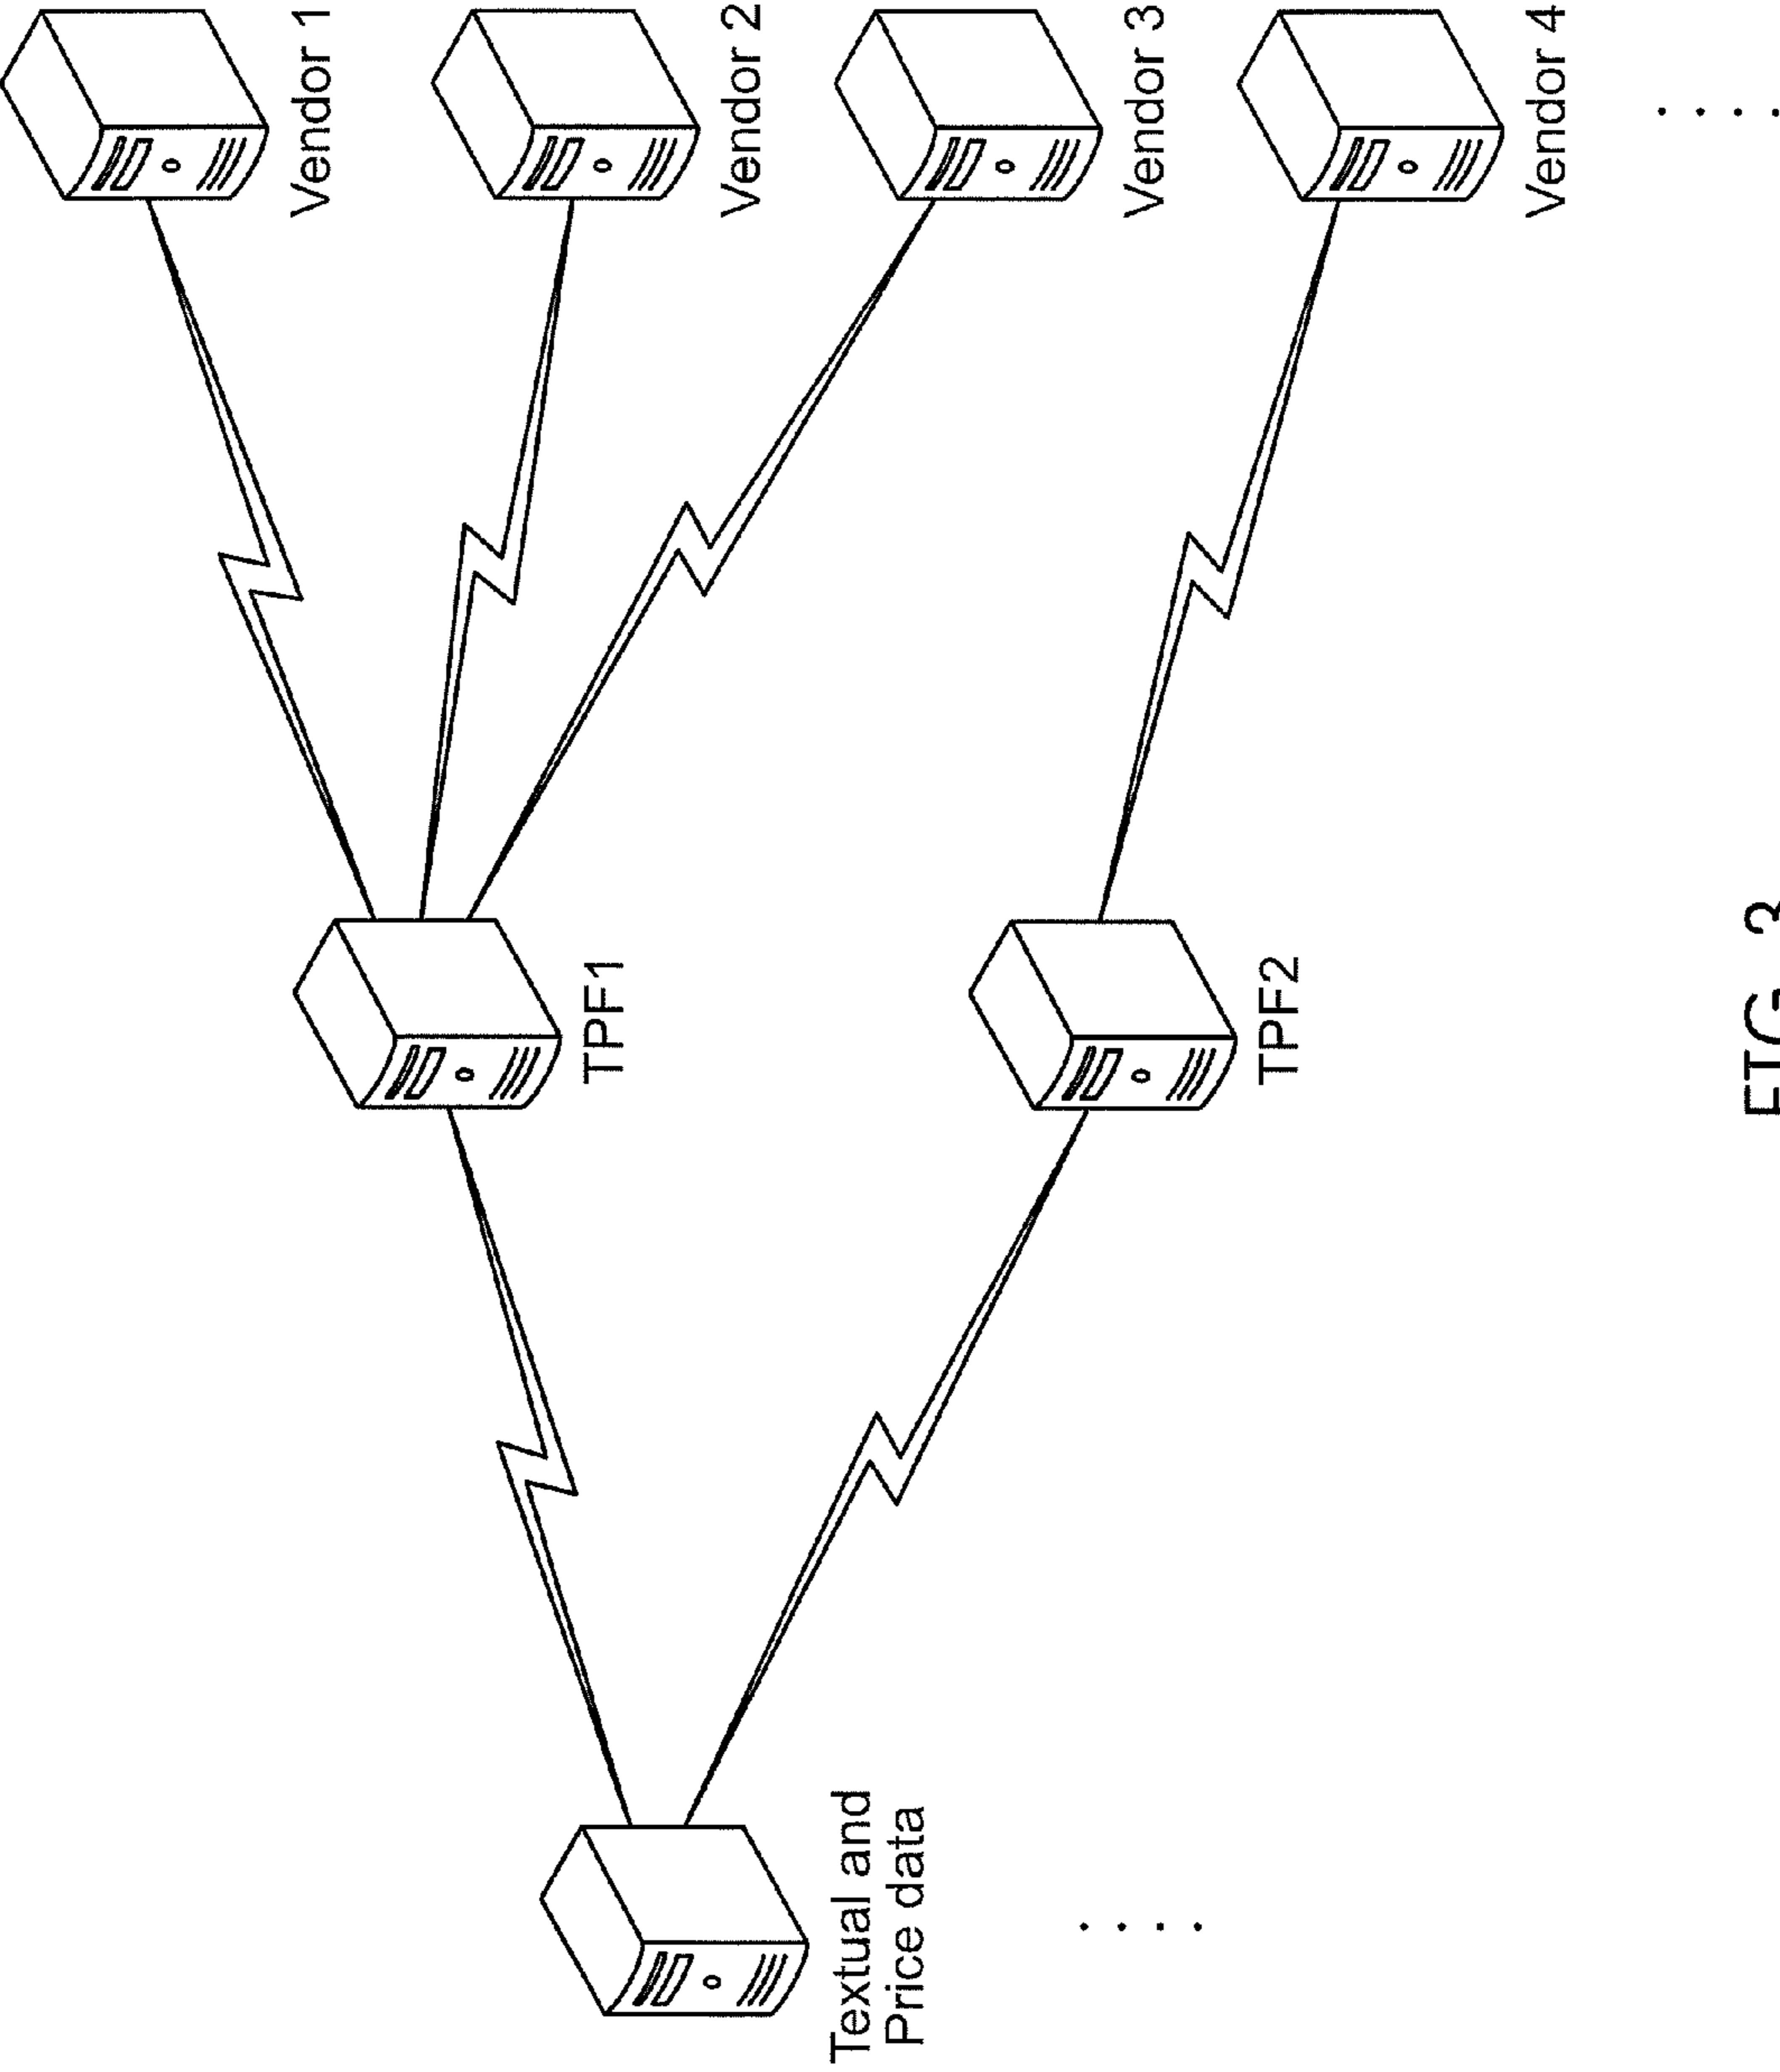 Vendor 1
Vendor 2
Vendor 3
Vendor 4
TPF1
TPF2
Textual and
Price data
FIG. 3